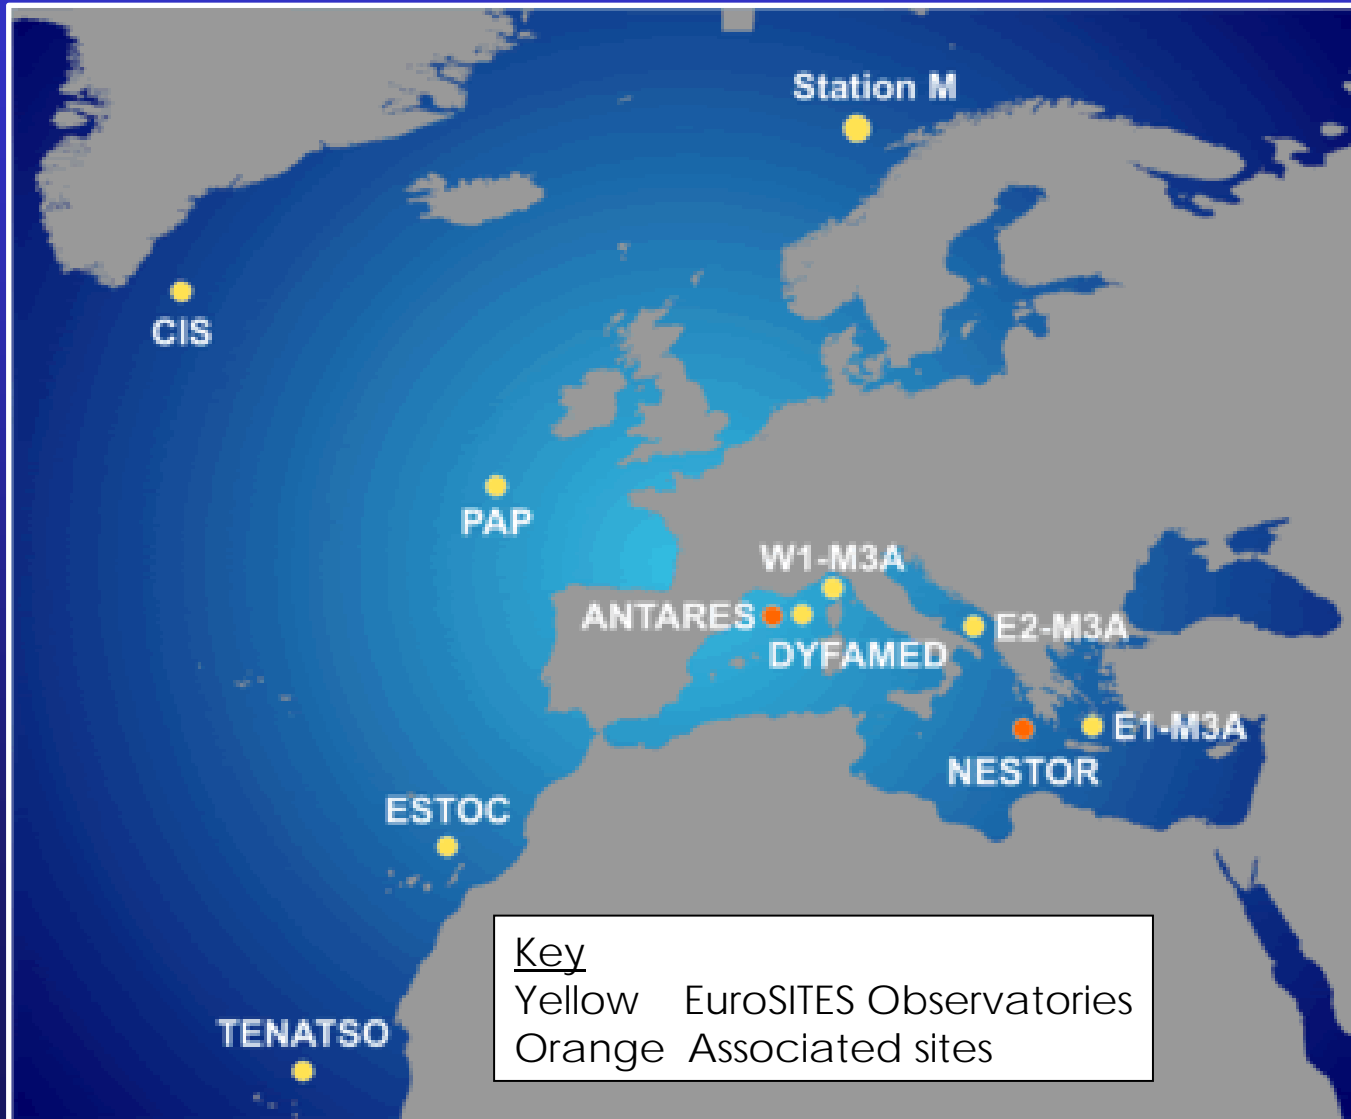 Station M
CIS
PAP
W1-M3A
ANTARES
E2-M3A
DYFAMED
E1-M3A
NESTOR
ESTOC
Key
Yellow EuroSITES Observatories
Orange Associated sites
TENATSO